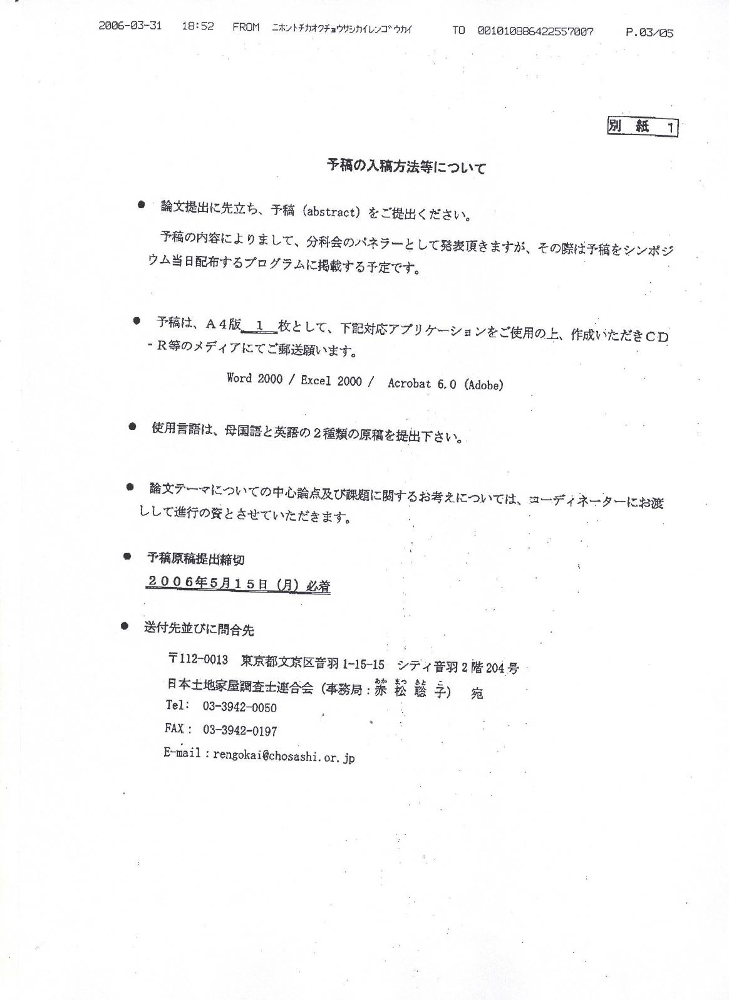 2006-03-31 18:52 FROM ニホントチカオクチョウサシカイレンゴウカイ TO 001010886422557007 P.03/05
別 紙 1
予稿の入稿方法等について
● 論文提出に先立ち、予稿（abstract）をご提出ください。
予稿の内容によりまして、分科会のパネラーとして発表頂きますが、その際は予稿をシンポジ
ウム当日配布するプログラムに掲載する予定です。
● 予稿は、Ａ４版 1 枚として、下記対応アプリケーションをご使用の上、作成いただきＣＤ
－Ｒ等のメディアにてご郵送願います。
Word 2000 / Excel 2000 / Acrobat 6.0 (Adobe)
● 使用言語は、母国語と英語の２種類の原稿を提出下さい。
● 論文テーマについての中心論点及び課題に関するお考えについては、コーディネーターにお渡
しして進行の資とさせていただきます。
● 予稿原稿提出締切
２００６年５月１５日（月）必着
● 送付先並びに問合先
〒112-0013 東京都文京区音羽 1-15-15 シティ音羽 2 階 204 号
あか まつ さと こ
日本土地家屋調査士連合会（事務局：赤 松 聡 子） 宛
Tel: 03-3942-0050
FAX : 03-3942-0197
E-mail : rengokai@chosashi.or.jp